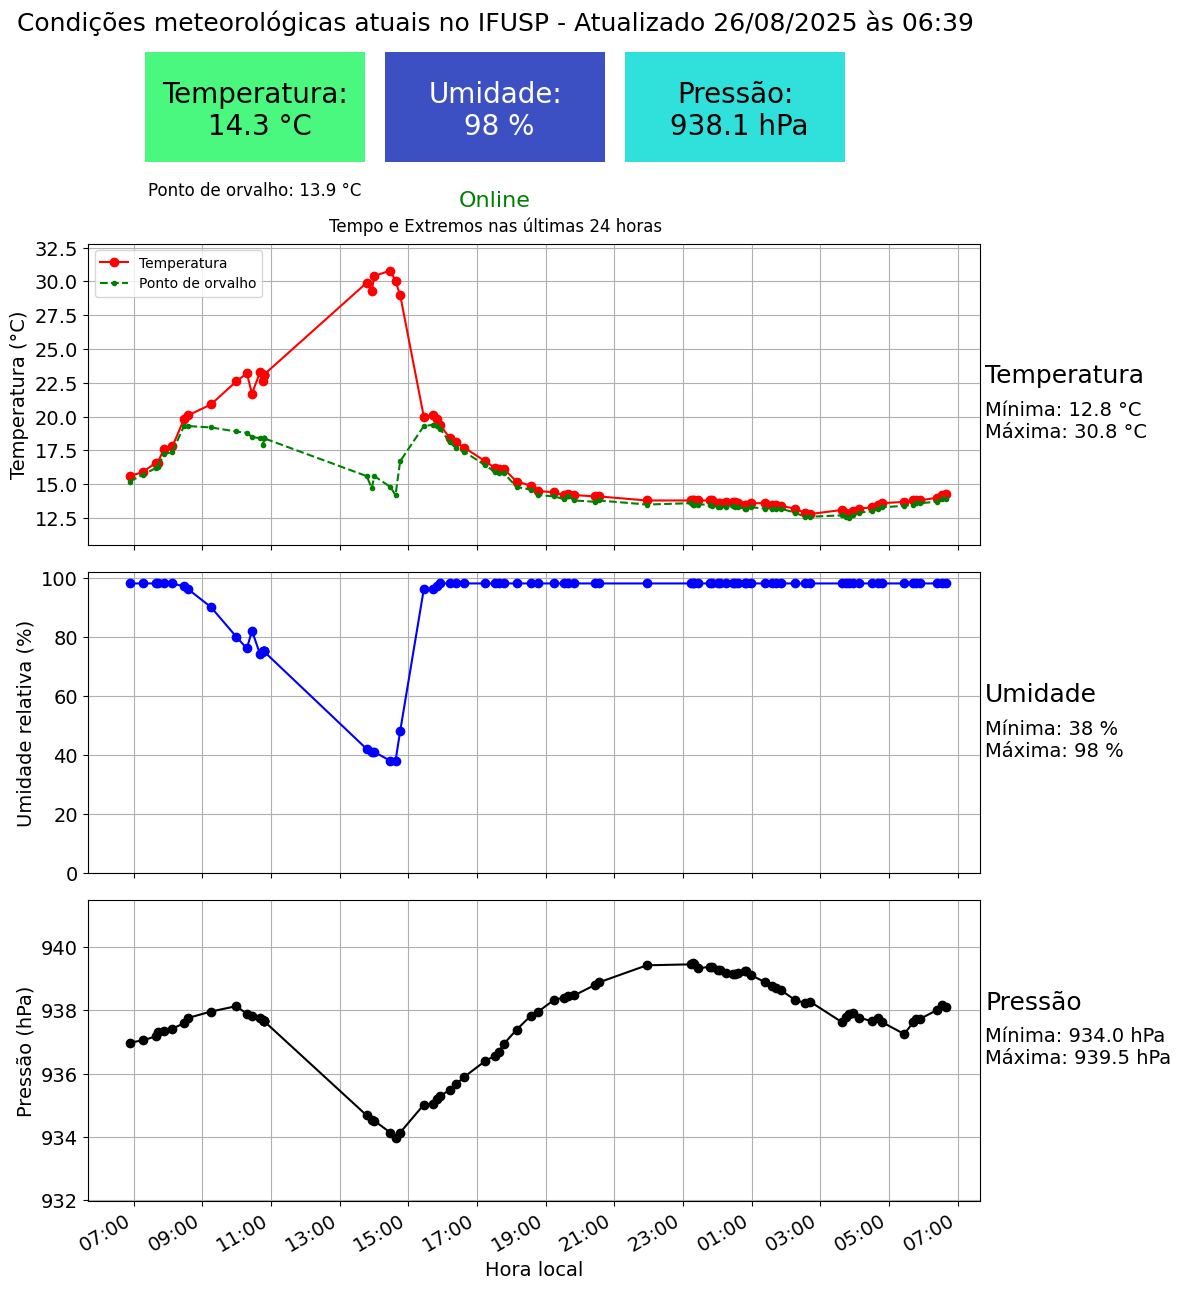 Condições meteorológicas atuais no IFUSP - Atualizado 26/08/2025 às 06:39
Temperatura:
14.3 °C
Umidade:
98 %
Pressão:
938.1 hPa
Ponto de orvalho: 13.9 °C
Online
Tempo e Extremos nas últimas 24 horas
Temperatura
Ponto de orvalho
Temperatura (°C)
32.5
30.0
27.5
25.0
22.5
20.0
17.5
15.0
12.5
Temperatura
Mínima: 12.8 °C
Máxima: 30.8 °C
Umidade relativa (%)
100
80
60
40
20
0
Umidade
Mínima: 38 %
Máxima: 98 %
Pressão (hPa)
940
938
936
934
932
Pressão
Mínima: 934.0 hPa
Máxima: 939.5 hPa
07:00 09:00 11:00 13:00 15:00 17:00 19:00 21:00 23:00 01:00 03:00 05:00 07:00
Hora local